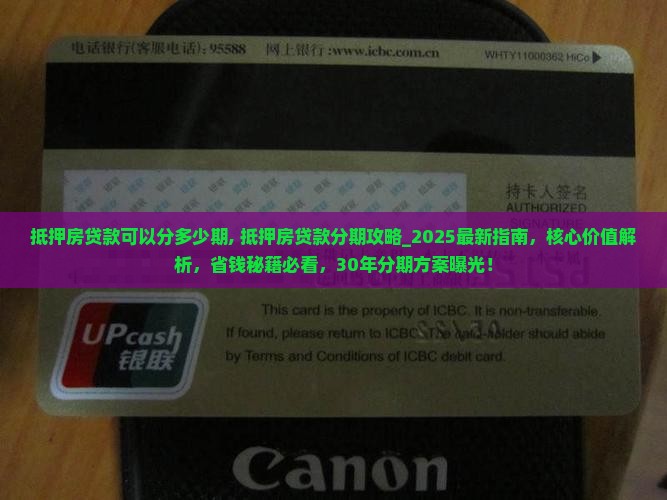 电话银行(客服电话): 95588 网上银行:www.icbc.com.cn
WHTY11000362 HiCo
持卡人签名
AUTHORIZED
SIGNATURE
抵押房贷款可以分多少期, 抵押房贷款分期攻略_2025最新指南，核心价值解
析，省钱秘籍必看，30年分期方案曝光！
This card is the property of ICBC. It is non-transferable.
If found, please return to ICBC. The card-holder should abide
by Terms and Conditions of ICBC debit card.
UPcash
银联
Canon